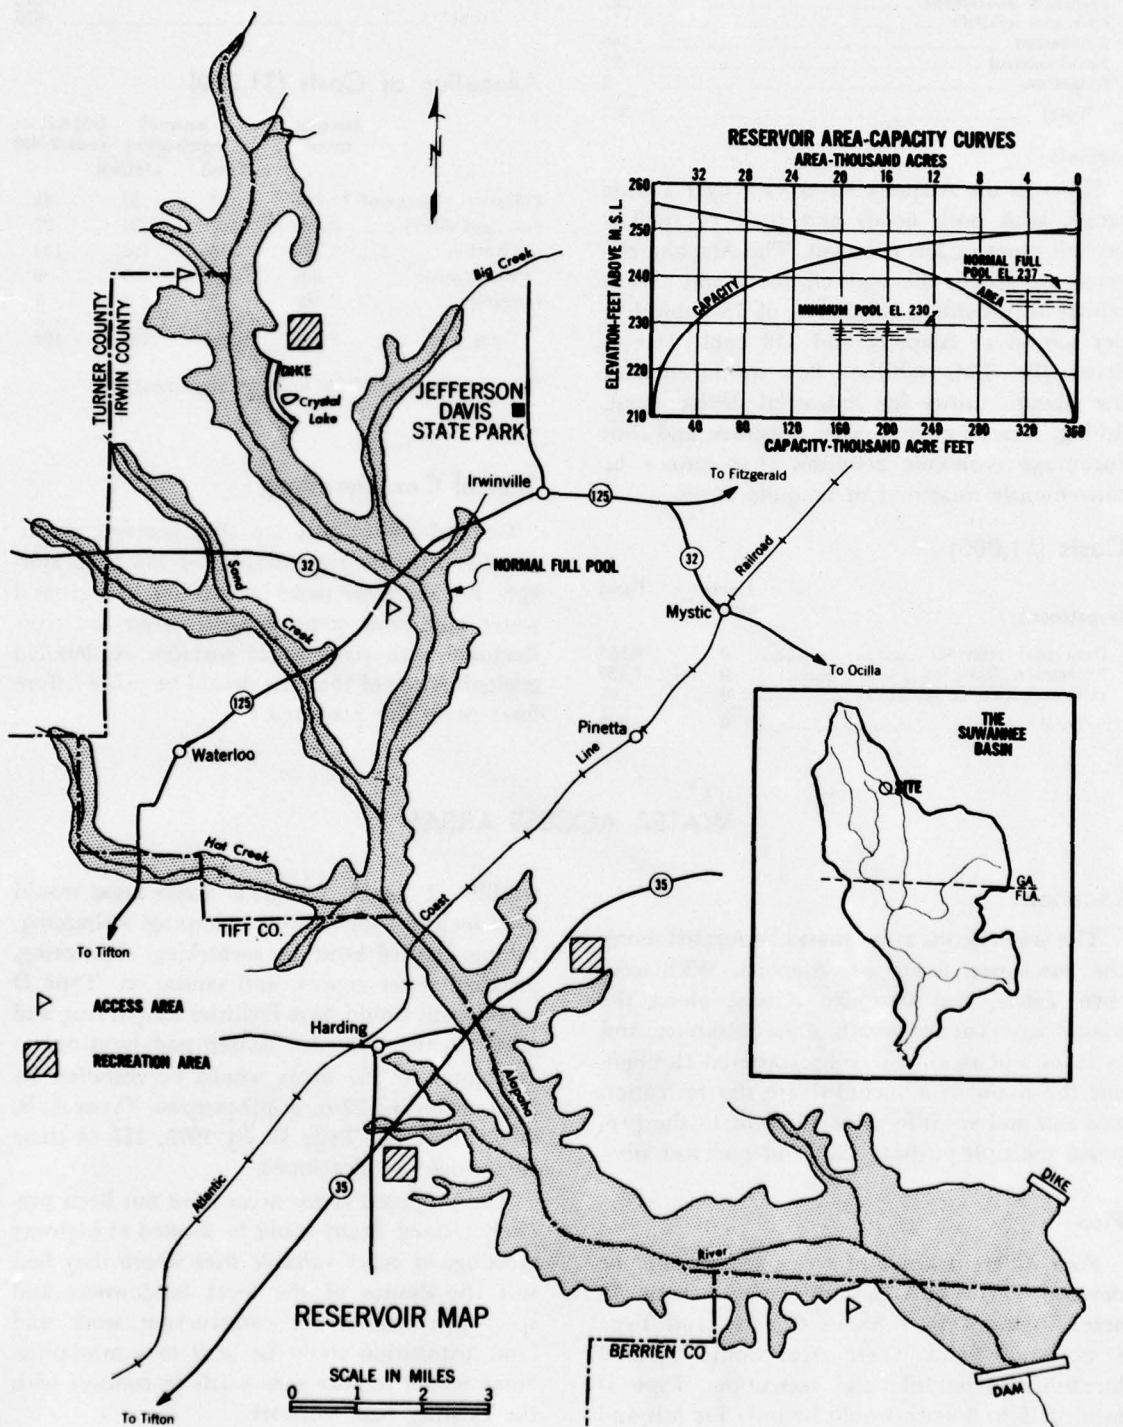 RESERVOIR AREA-CAPACITY CURVES
AREA-THOUSAND ACRES
32 28 24 20 16 12 8 4 0
260
250
240
230
220
210
ELEVATION-FEET ABOVE M.S.L.
NORMAL FULL
POOL EL. 237
CAPACITY
AREA
MINIMUM POOL EL. 230
0 40 80 120 160 200 240 280 320 360
CAPACITY-THOUSAND ACRE FEET
N
Big Creek
TURNER COUNTY
IRWIN COUNTY
DIKE
Crystal
Lake
JEFFERSON
DAVIS
STATE PARK
Irwinville
125
To Fitzgerald
32
Railroad
32
NORMAL FULL POOL
Sand
Creek
Mystic
To Ocilla
125
Waterloo
Pinetta
Line
THE
SUWANNEE
BASIN
SITE
GA.
FLA.
Hat Creek
TIFT CO.
Coast
35
To Tifton
ACCESS AREA
Harding
RECREATION AREA
Alapaha
35
Atlantic
DIKE
River
RESERVOIR MAP
BERRIEN CO
DAM
SCALE IN MILES
0 1 2 3
To Tifton